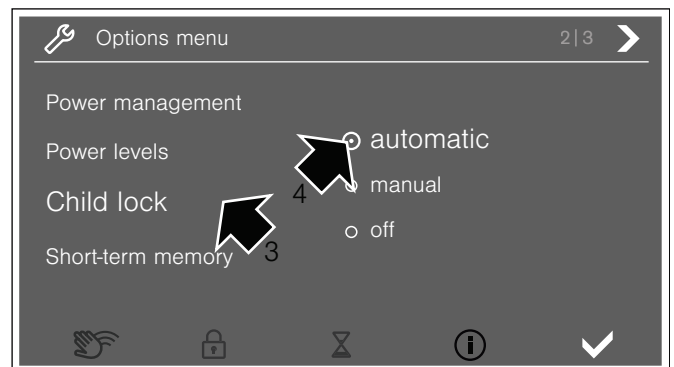 Options menu 2|3
Power management
Power levels
Child lock
Short-term memory
automatic
manual
off
4
3